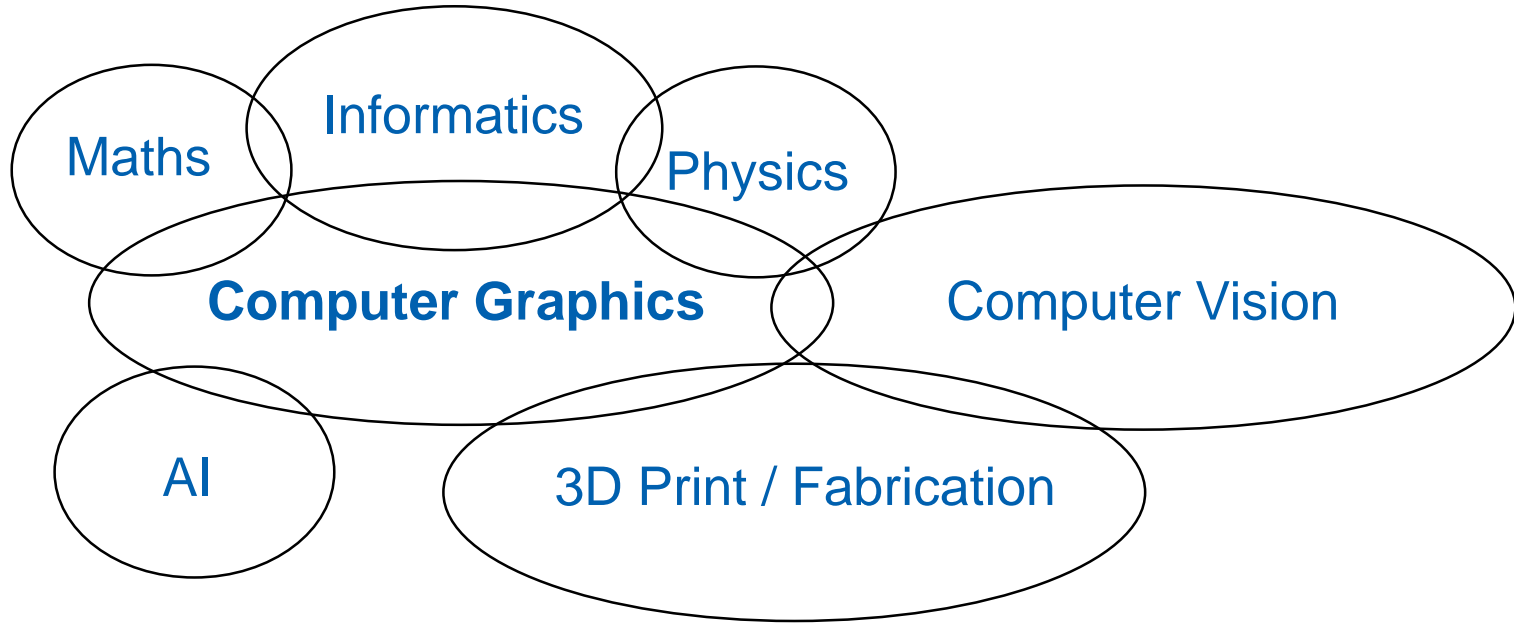 Informatics
Maths
Physics
Computer Graphics
Computer Vision
AI
3D Print / Fabrication